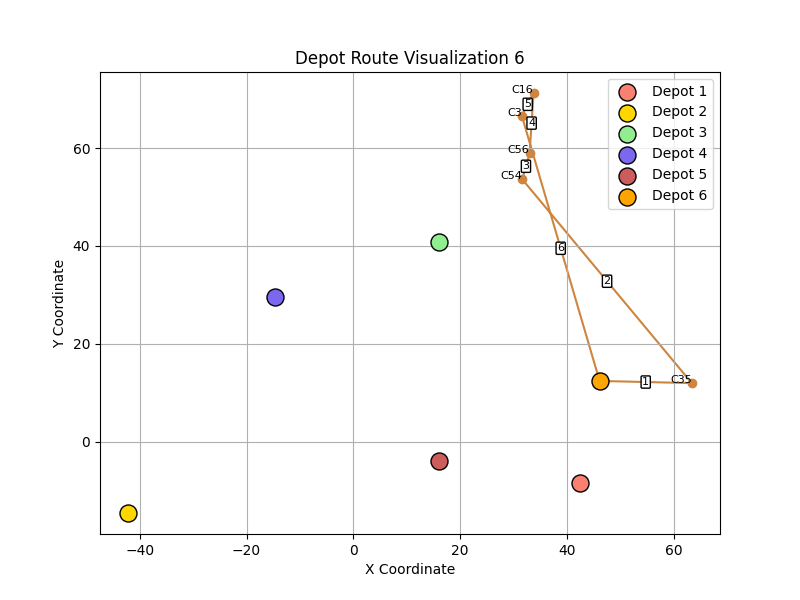 Depot Route Visualization 6
Y Coordinate
60
40
20
0
−40
−20
0
20
40
60
X Coordinate
C16
5
C3
4
C56
3
C54
6
2
1
C35
Depot 1
Depot 2
Depot 3
Depot 4
Depot 5
Depot 6